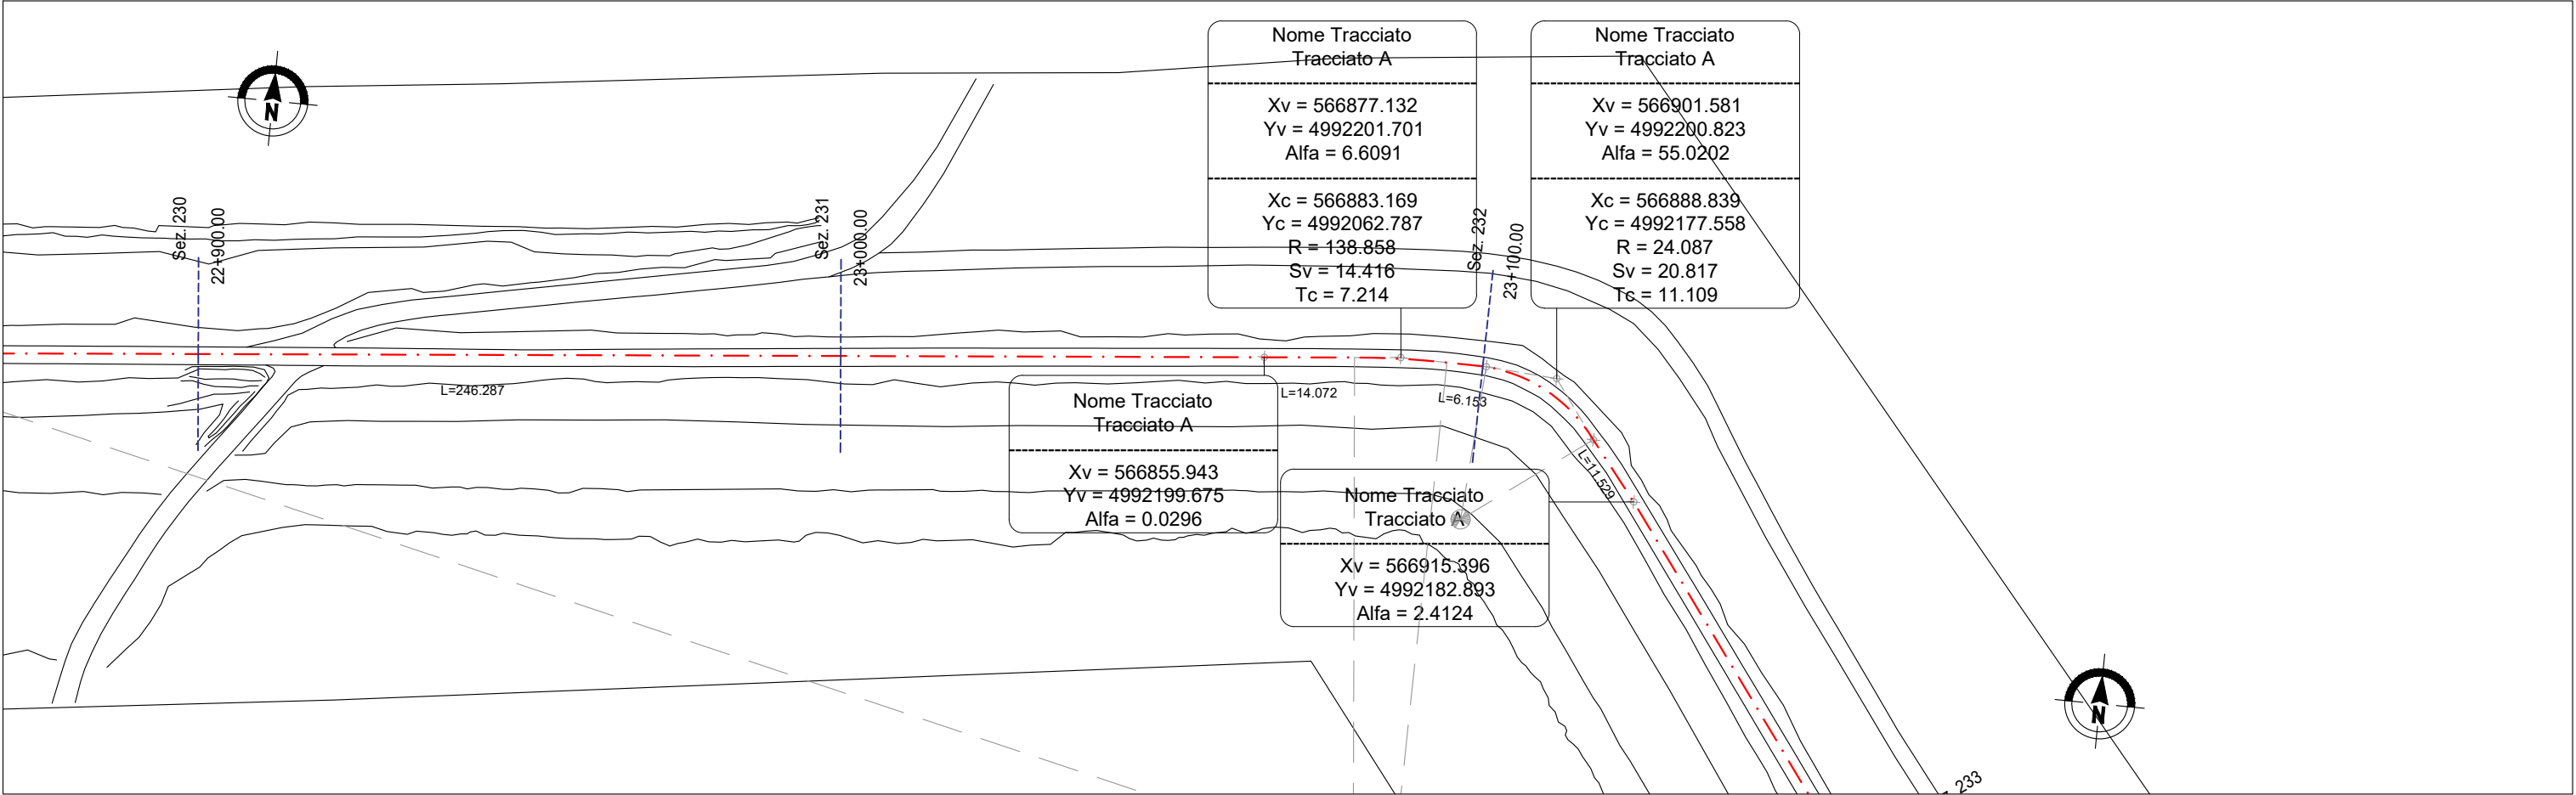 Nome Tracciato
Tracciato A
Xv = 566877.132
Yv = 4992201.701
Alfa = 6.6091
Xc = 566883.169
Yc = 4992062.787
R = 138.858
Sv = 14.416
Tc = 7.214
Nome Tracciato
Tracciato A
Xv = 566901.581
Yv = 4992200.823
Alfa = 55.0202
Xc = 566888.839
Yc = 4992177.558
R = 24.087
Sv = 20.817
Tc = 11.109
N
Sez. 230
22+900.00
Sez. 231
23+000.00
Sez. 232
23+100.00
L=246.287
L=14.072
L=6.153
L=11.529
Nome Tracciato
Tracciato A
Xv = 566855.943
Yv = 4992199.675
Alfa = 0.0296
Nome Tracciato
Tracciato A
Xv = 566915.396
Yv = 4992182.893
Alfa = 2.4124
N
233